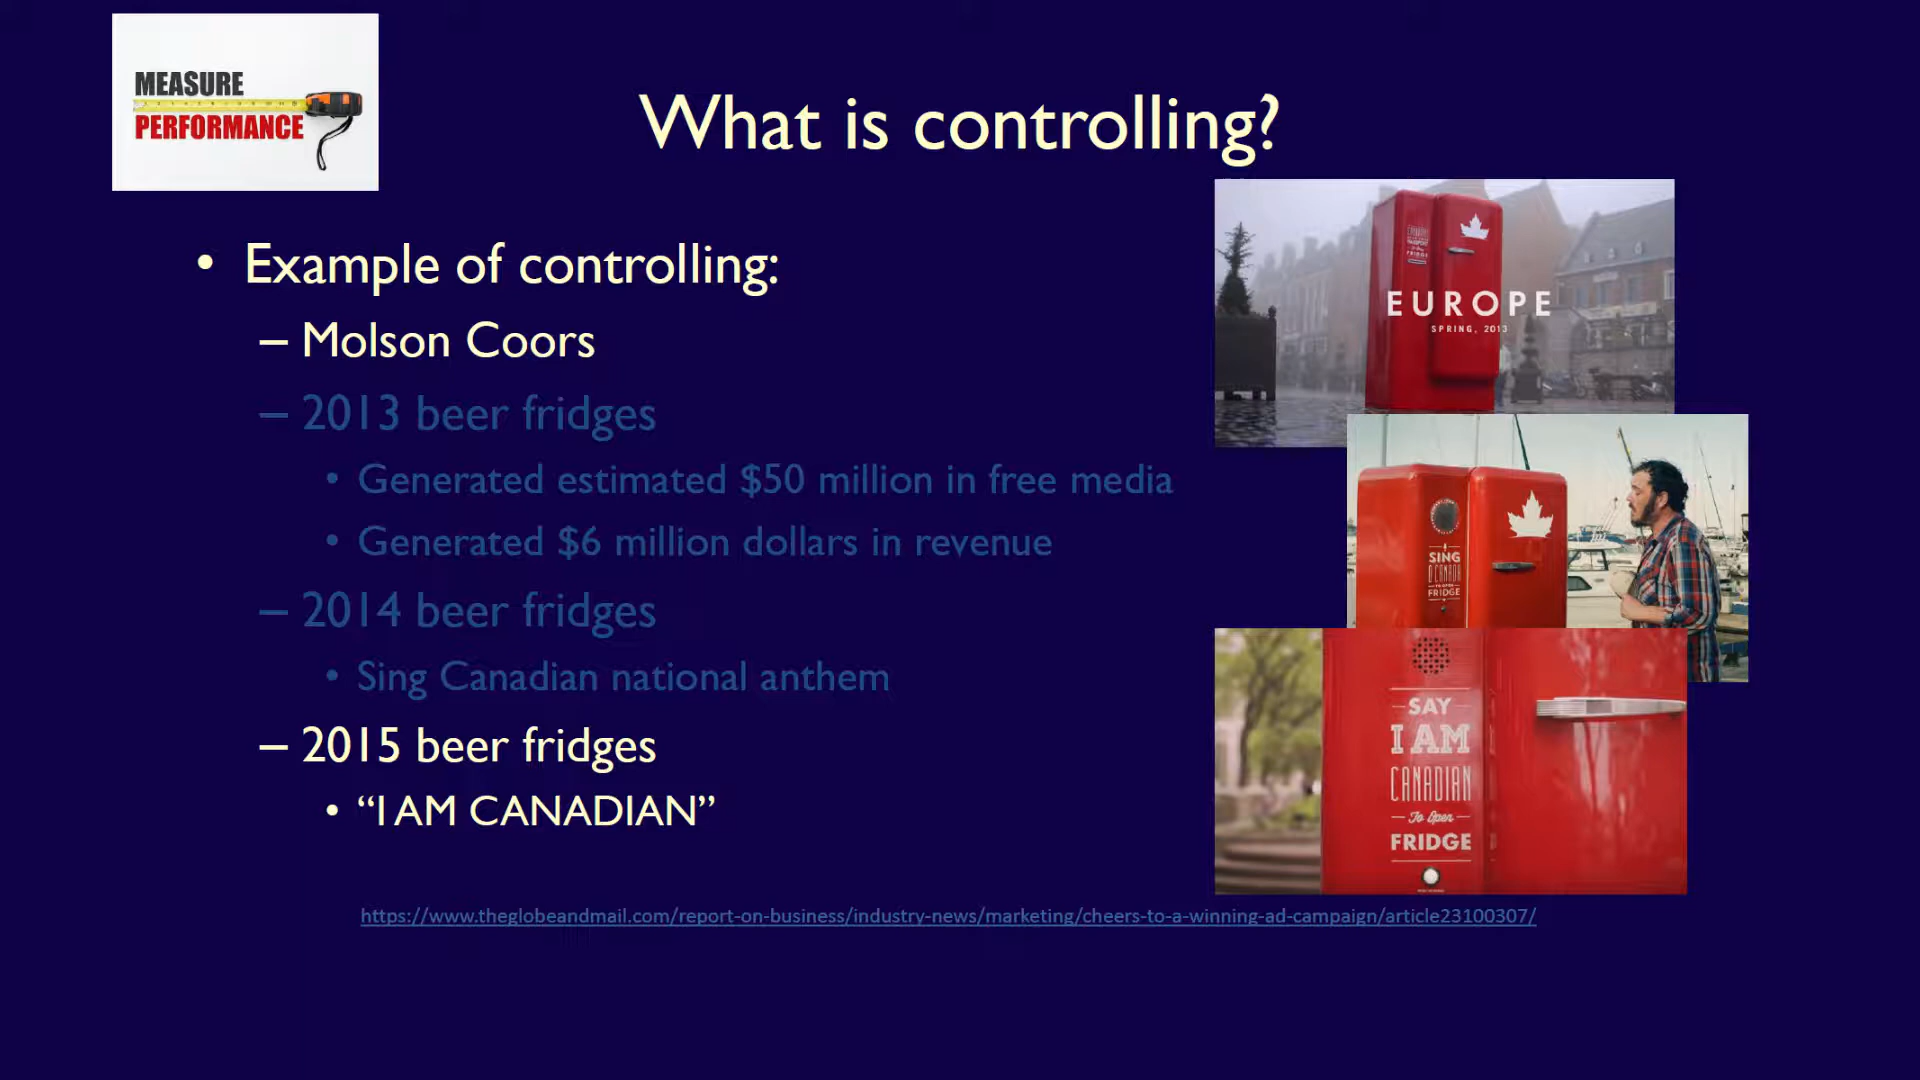 MEASURE
PERFORMANCE
What is controlling?
• Example of controlling:
– Molson Coors
– 2013 beer fridges
• Generated estimated $50 million in free media
• Generated $6 million dollars in revenue
– 2014 beer fridges
• Sing Canadian national anthem
– 2015 beer fridges
• “I AM CANADIAN”
EUROPE
SPRING, 2013
SING
O CANADA
TO OPEN
FRIDGE
SAY
I AM
CANADIAN
To Open
FRIDGE
https://www.theglobeandmail.com/report-on-business/industry-news/marketing/cheers-to-a-winning-ad-campaign/article23100307/